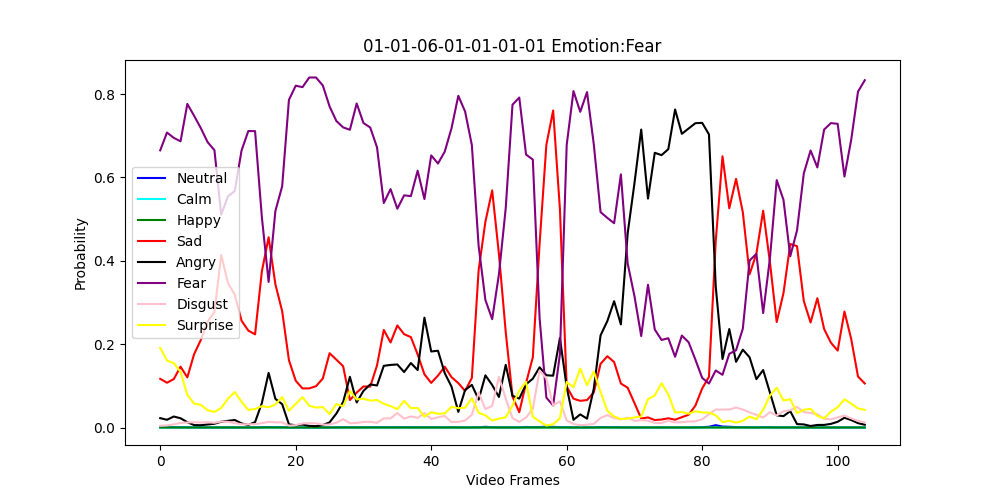 01-01-06-01-01-01-01 Emotion:Fear
0.8
0.6
0.4
0.2
0.0
Probability
Neutral
Calm
Happy
Sad
Angry
Fear
Disgust
Surprise
0 20 40 60 80 100
Video Frames